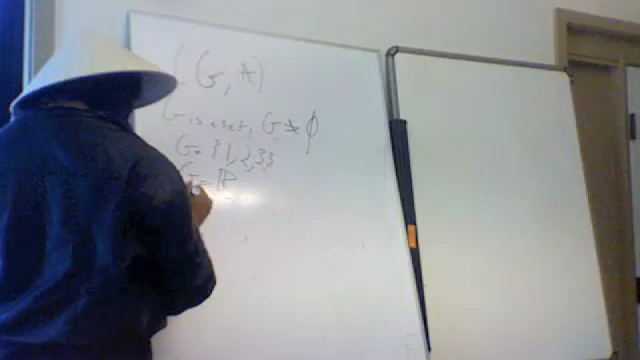 (G, *)
G is a set, G ≠ ϕ
G = {1, 2, 3}
G = ℝ